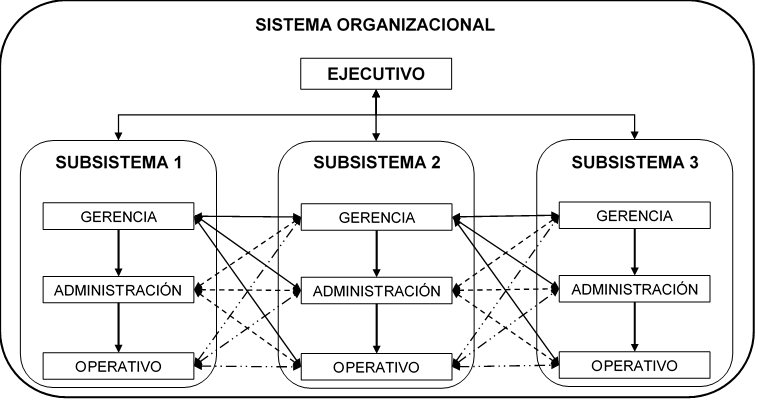 SISTEMA ORGANIZACIONAL
EJECUTIVO
SUBSISTEMA 1
GERENCIA
ADMINISTRACIÓN
OPERATIVO
SUBSISTEMA 2
GERENCIA
ADMINISTRACIÓN
OPERATIVO
SUBSISTEMA 3
GERENCIA
ADMINISTRACIÓN
OPERATIVO